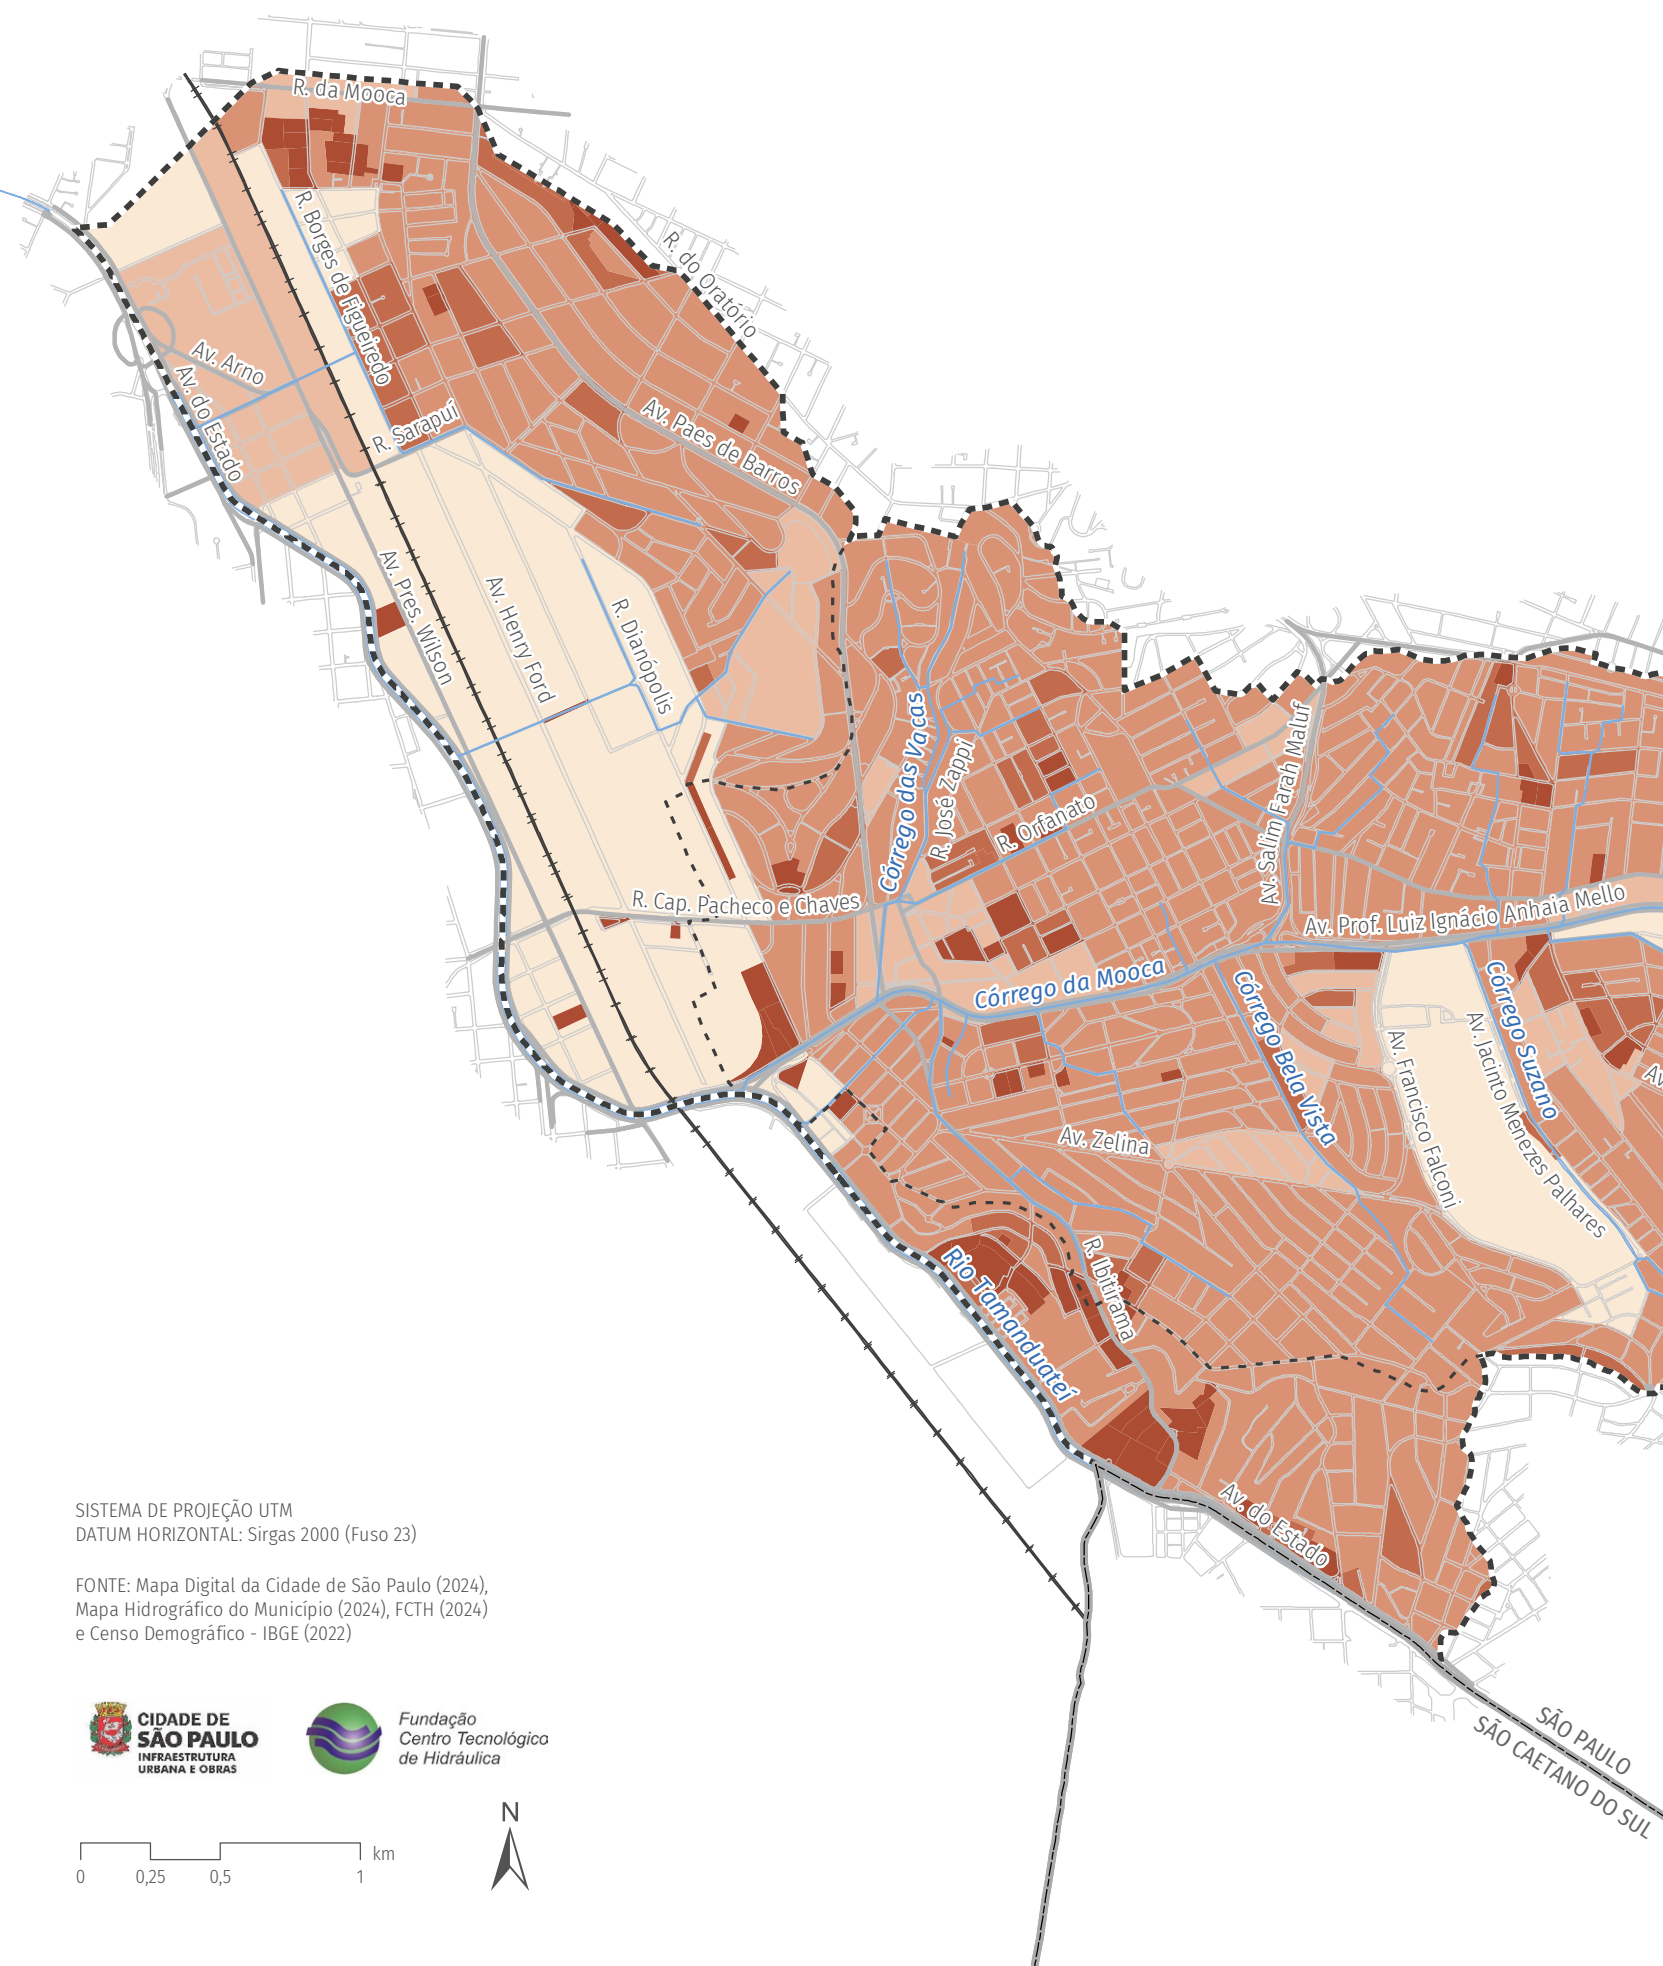 R. da Mooca
R. do Oratório
R. Borges de Figueiredo
Av. Arno
Av. do Estado
R. Sarapuí
Av. Paes de Barros
Av. Pres. Wilson
Av. Henry Ford
R. Dianópolis
Córrego das Vacas
R. José Zappi
R. Orfanato
Av. Salim Farah Maluf
R. Cap. Pacheco e Chaves
Av. Prof. Luiz Ignácio Anhaia Mello
Córrego da Mooca
Córrego Bela Vista
Córrego Suzano
Av. Francisco Falconi
Av. Jacinto Menezes Palhares
Av
Av. Zelina
R. Ibitirama
Rio Tamanduateí
Av. do Estado
SÃO PAULO
SÃO CAETANO DO SUL
SISTEMA DE PROJEÇÃO UTM
DATUM HORIZONTAL: Sirgas 2000 (Fuso 23)
FONTE: Mapa Digital da Cidade de São Paulo (2024),
Mapa Hidrográfico do Município (2024), FCTH (2024)
e Censo Demográfico - IBGE (2022)
CIDADE DE
SÃO PAULO
INFRAESTRUTURA
URBANA E OBRAS
Fundação
Centro Tecnológico
de Hidráulica
N
km
0 0,25 0,5 1